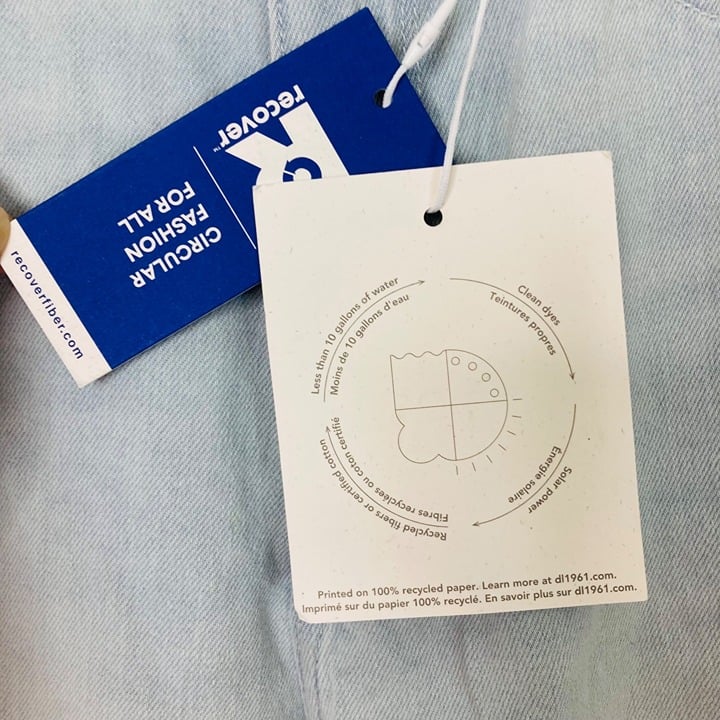 recover™
CIRCULAR
FASHION
FOR ALL
recoverfiber.com
Less than 10 gallons of water
Moins de 10 gallons d'eau
Clean dyes
Teintures propres
Solar power
Énergie solaire
Recycled fibers or certified cotton
Fibres recyclées ou coton certifié
Printed on 100% recycled paper. Learn more at dl1961.com.
Imprimé sur du papier 100% recyclé. En savoir plus sur dl1961.com.